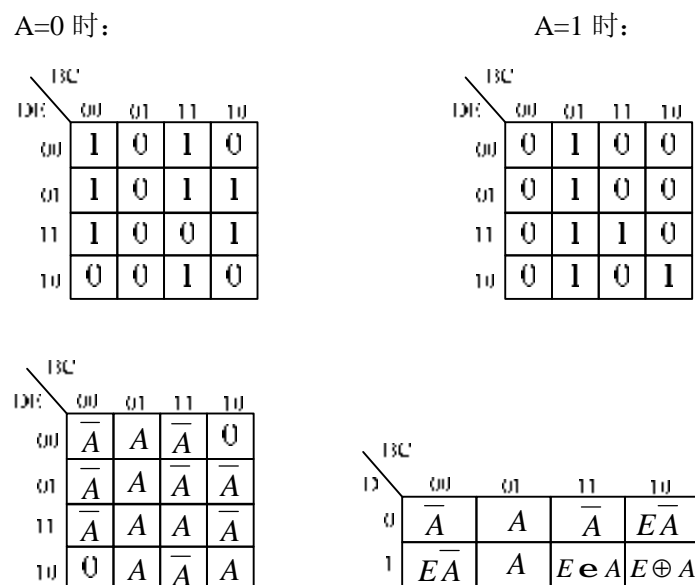 A=0 时： A=1 时：
BC BC
DE 00 01 11 10 DE 00 01 11 10
00 1 0 1 0 00 0 1 0 0
01 1 0 1 1 01 0 1 0 0
11 1 0 0 1 11 0 1 1 0
10 0 0 1 0 10 0 1 0 1
BC
DE 00 01 11 10
00 A̅ A A̅ 0
BC
01 A̅ A A̅ A̅
D 00 01 11 10
11 A̅ A A A̅
0 A̅ A A̅ EA̅
10 0 A A̅ A
1 EA̅ A E e A E ⊕ A